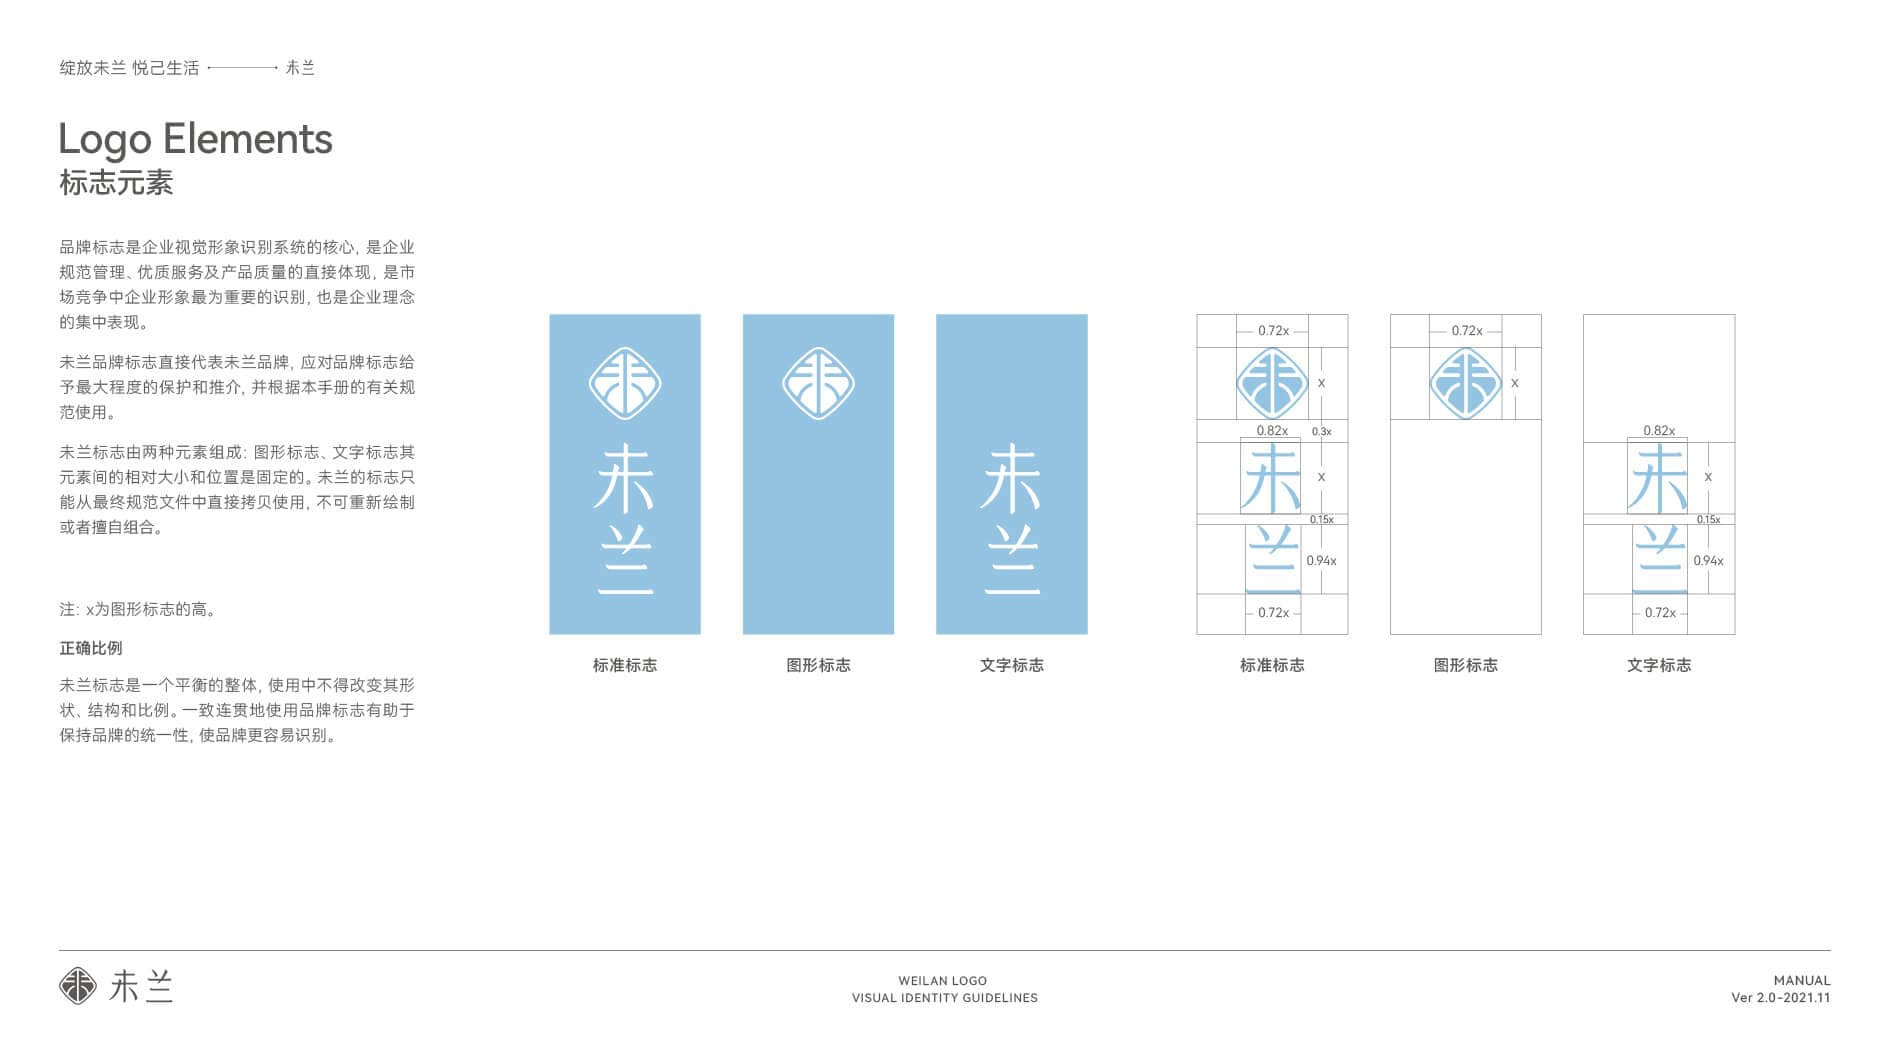 绽放未兰 悦己生活 未兰
Logo Elements
标志元素
品牌标志是企业视觉形象识别系统的核心, 是企业
规范管理、优质服务及产品质量的直接体现, 是市
场竞争中企业形象最为重要的识别, 也是企业理念
的集中表现。
未兰品牌标志直接代表未兰品牌, 应对品牌标志给
予最大程度的保护和推介, 并根据本手册的有关规
范使用。
未兰标志由两种元素组成: 图形标志、文字标志其
元素间的相对大小和位置是固定的。未兰的标志只
能从最终规范文件中直接拷贝使用, 不可重新绘制
或者擅自组合。
注: x为图形标志的高。
正确比例
未兰标志是一个平衡的整体, 使用中不得改变其形
状、结构和比例。一致连贯地使用品牌标志有助于
保持品牌的统一性, 使品牌更容易识别。
未
兰
标准标志
图形标志
未
兰
文字标志
0.72x
x
0.82x
0.3x
未
x
0.15x
兰
0.94x
0.72x
标准标志
0.72x
x
图形标志
0.82x
未
x
0.15x
兰
0.94x
0.72x
文字标志
未兰
WEILAN LOGO
VISUAL IDENTITY GUIDELINES
MANUAL
Ver 2.0-2021.11